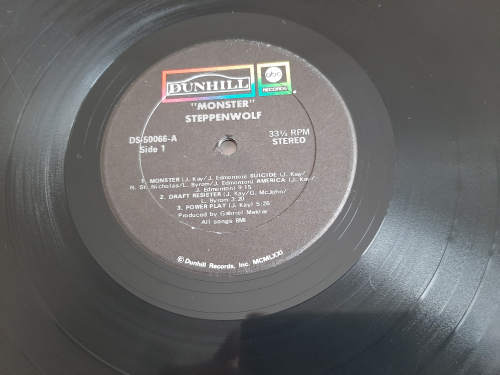 DUNHILL
abc
RECORDS
"MONSTER"
STEPPENWOLF
DS-50066-A
Side 1
33⅓ RPM
STEREO
1. MONSTER (J. Kay/J. Edmonton) SUICIDE (J. Kay/
N. St. Nicholas/L. Byrom/J. Edmonton) AMERICA (J. Kay/
J. Edmonton) 9:15
2. DRAFT RESISTER (J. Kay/G. McJohn/
L. Byrom 3:20
3. POWER PLAY (J. Kay) 5:26
Produced by Gabriel Mekler
All songs BMI
© Dunhill Records, Inc. MCMLXXI